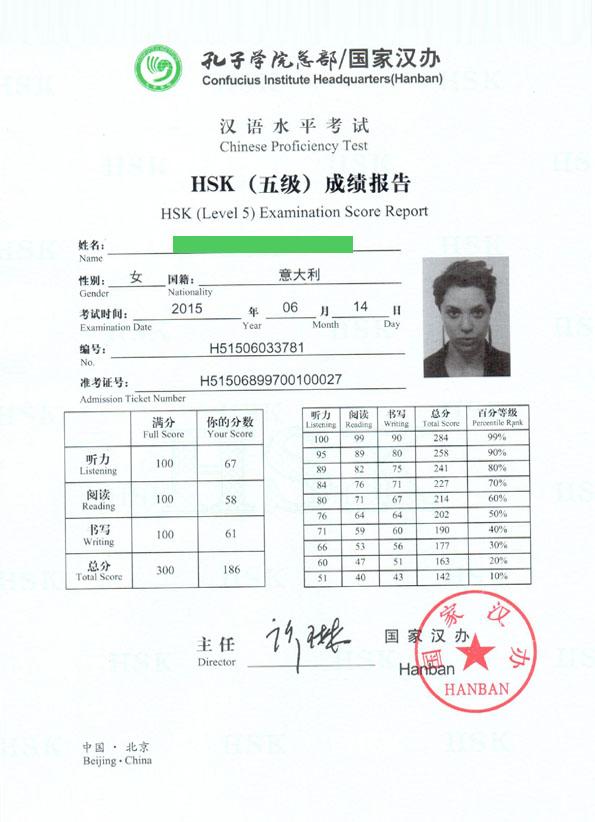 孔子学院总部/国家汉办
Confucius Institute Headquarters(Hanban)
汉语水平考试
Chinese Proficiency Test
HSK（五级）成绩报告
HSK (Level 5) Examination Score Report
姓名：
Name
性别： 女 国籍： 意大利
Gender Nationality
考试时间： 2015 年 06 月 14 日
Examination Date Year Month Day
编号： H51506033781
No.
准考证号： H51506899700100027
Admission Ticket Number
满分 你的分数
Full Score Your Score
听力 100 67
Listening
阅读 100 58
Reading
书写 100 61
Writing
总分 300 186
Total Score
听力 阅读 书写 总分 百分等级
Listening Reading Writing Total Score Percentile Rank
100 99 90 284 99%
95 89 80 258 90%
89 82 75 241 80%
84 76 71 227 70%
80 71 67 214 60%
76 64 64 202 50%
71 59 60 190 40%
66 53 56 177 30%
60 47 51 163 20%
51 40 43 142 10%
主任 国家汉办
Director Hanban
国家汉办
HANBAN
中国·北京
Beijing·China
HSK